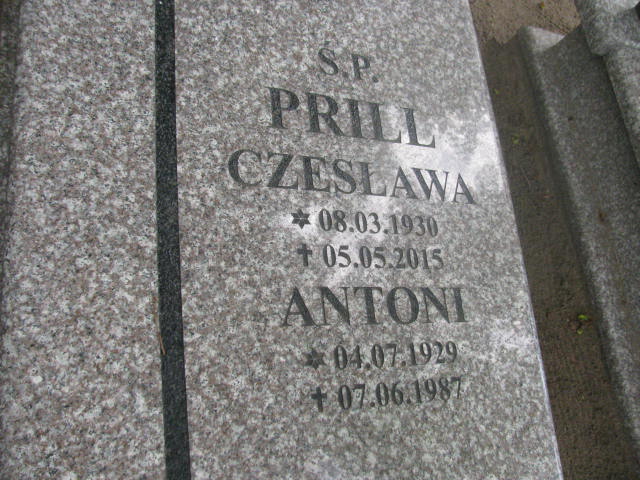 Ś.P.
PRILL
CZESŁAWA
✶ 08.03.1930
† 05.05.2015
ANTONI
✶ 04.07.1929
† 07.06.1987